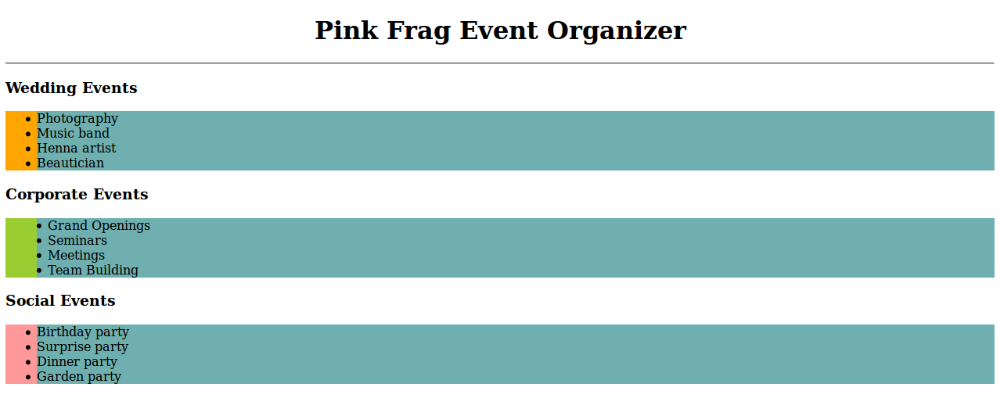 Pink Frag Event Organizer
Wedding Events
Photography
Music band
Henna artist
Beautician
Corporate Events
Grand Openings
Seminars
Meetings
Team Building
Social Events
Birthday party
Surprise party
Dinner party
Garden party